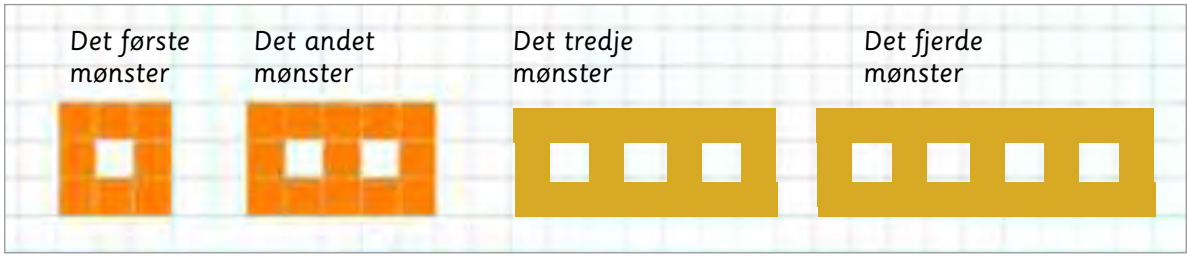 Det første
mønster
Det andet
mønster
Det tredje
mønster
Det fjerde
mønster